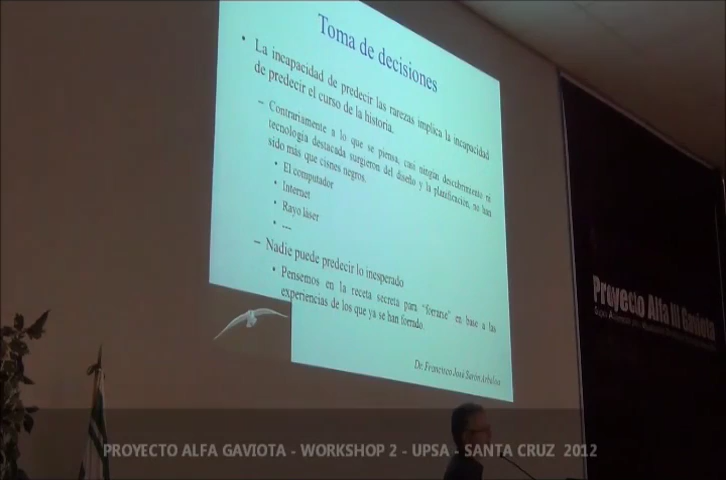 Toma de decisiones
• La incapacidad de predecir las rarezas implica la incapacidad
de predecir el curso de la historia.
– Contrariamente a lo que se piensa, casi ningún descubrimiento ni
tecnología destacada surgieron del diseño y la planificación, no han
sido más que cisnes negros.
• El computador
• Internet
• Rayo láser
• ---
– Nadie puede predecir lo inesperado
• Pensemos en la receta secreta para "forrarse" en base a las
experiencias de los que ya se han forrado.
Dr. Francisco José
Proyecto Alfa III Gaviota
PROYECTO ALFA GAVIOTA - WORKSHOP 2 - UPSA - SANTA CRUZ 2012